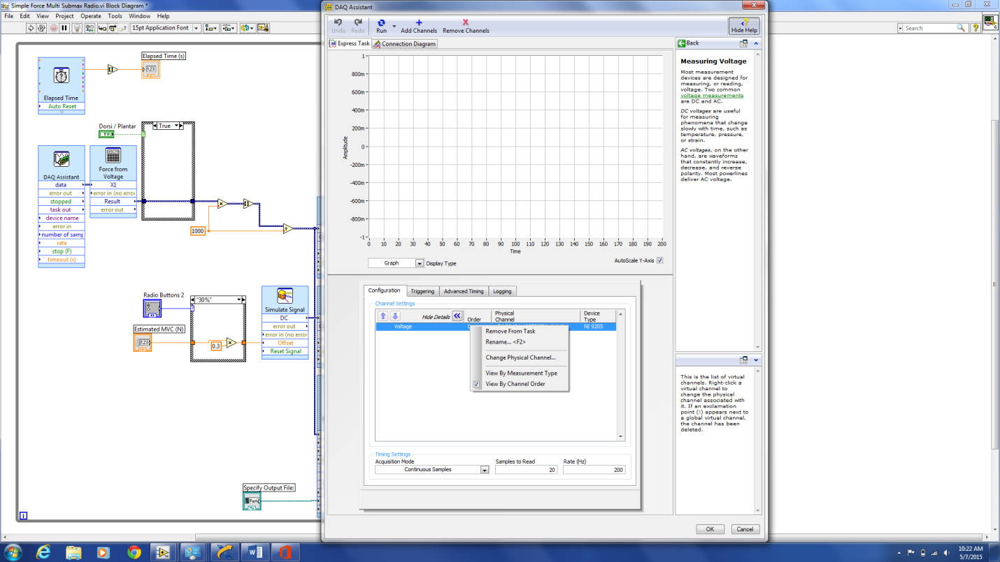 Simple Force Multi Submax Radio.vi Block Diagram *
File Edit View Project Operate Tools Window Help
15pt Application Font
Search
6
Elapsed Time
Auto Reset
Elapsed Time (s)
1.23
Dorsi / Plantar
TF
True
DAQ Assistant
data
error out
stopped
task out
device name
error in
number of samp
rate
stop (F)
timeout (s)
Force from
Voltage
X1
error in (no erro
Result
error out
1000
Radio Buttons 2
Estimated MVC (N)
1.23
"30%"
0.3
Simulate Signal
DC
error out
error in (no erro
Offset
Reset Signal
Specify Output File:
Path
i
DAQ Assistant
Undo Redo Run Add Channels Remove Channels Hide Help
Express Task Connection Diagram
Amplitude
1
800m
600m
400m
200m
0
-200m
-400m
-600m
-800m
-1
0 10 20 30 40 50 60 70 80 90 100 110 120 130 140 150 160 170 180 190 200
Time
Graph Display Type AutoScale Y-Axis
Configuration Triggering Advanced Timing Logging
Channel Settings
Hide Details Order Physical Channel Device Type
Voltage NI 9205
Remove From Task
Rename... <F2>
Change Physical Channel...
View By Measurement Type
View By Channel Order
Timing Settings
Acquisition Mode Samples to Read Rate (Hz)
Continuous Samples 20 200
Back
Measuring Voltage
Most measurement
devices are designed for
measuring, or reading,
voltage. Two common
voltage measurements
are DC and AC.
DC voltages are useful
for measuring
phenomena that change
slowly with time, such as
temperature, pressure,
or strain.
AC voltages, on the other
hand, are waveforms
that constantly increase,
decrease, and reverse
polarity. Most powerlines
deliver AC voltage.
This is the list of virtual
channels. Right-click a
virtual channel to
change the physical
channel associated with
it. If an exclamation
point (!) appears next to
a global virtual channel,
the channel has been
deleted.
OK Cancel
10:22 AM
5/7/2015